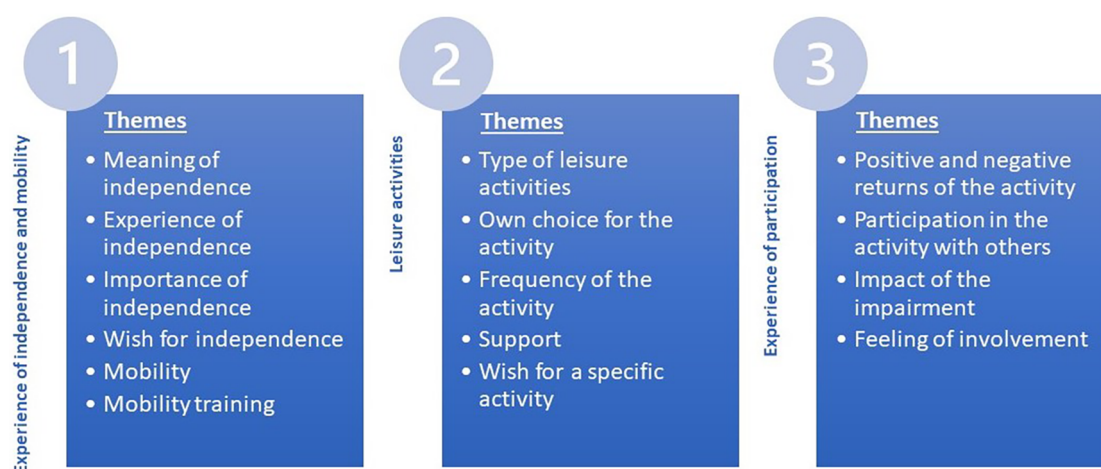 1
Experience of independence and mobility
Themes
• Meaning of
independence
• Experience of
independence
• Importance of
independence
• Wish for independence
• Mobility
• Mobility training
2
Leisure activities
Themes
• Type of leisure
activities
• Own choice for the
activity
• Frequency of the
activity
• Support
• Wish for a specific
activity
3
Experience of participation
Themes
• Positive and negative
returns of the activity
• Participation in the
activity with others
• Impact of the
impairment
• Feeling of involvement